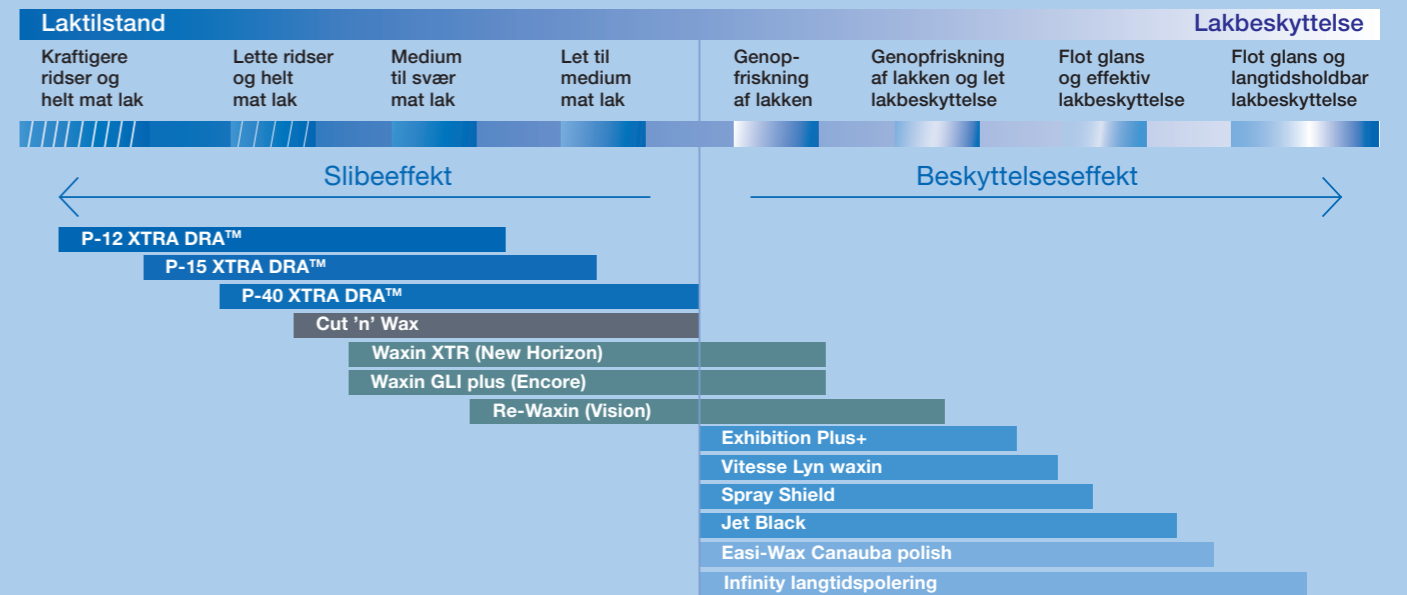 Laktilstand
Lakbeskyttelse
Kraftigere
ridser og
helt mat lak
Lette ridser
og helt
mat lak
Medium
til svær
mat lak
Let til
medium
mat lak
Genop-
friskning
af lakken
Genopfriskning
af lakken og let
lakbeskyttelse
Flot glans
og effektiv
lakbeskyttelse
Flot glans og
langtidsholdbar
lakbeskyttelse
Slibeeffekt
Beskyttelseseffekt
P-12 XTRA DRA™
P-15 XTRA DRA™
P-40 XTRA DRA™
Cut ’n’ Wax
Waxin XTR (New Horizon)
Waxin GLI plus (Encore)
Re-Waxin (Vision)
Exhibition Plus+
Vitesse Lyn waxin
Spray Shield
Jet Black
Easi-Wax Canauba polish
Infinity langtidspolering